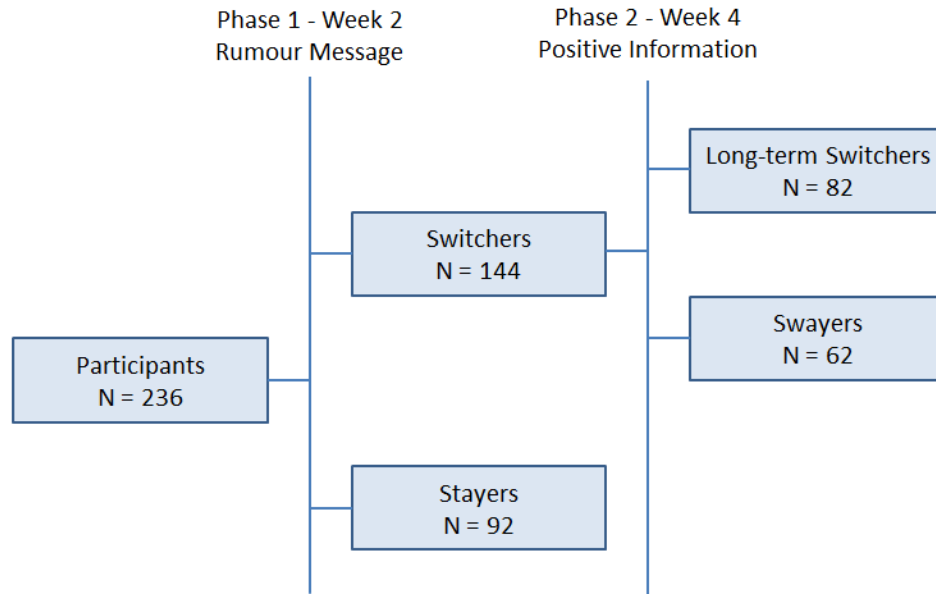 Phase 1 - Week 2
Rumour Message
Phase 2 - Week 4
Positive Information
Long-term Switchers
N = 82
Switchers
N = 144
Swayers
N = 62
Participants
N = 236
Stayers
N = 92